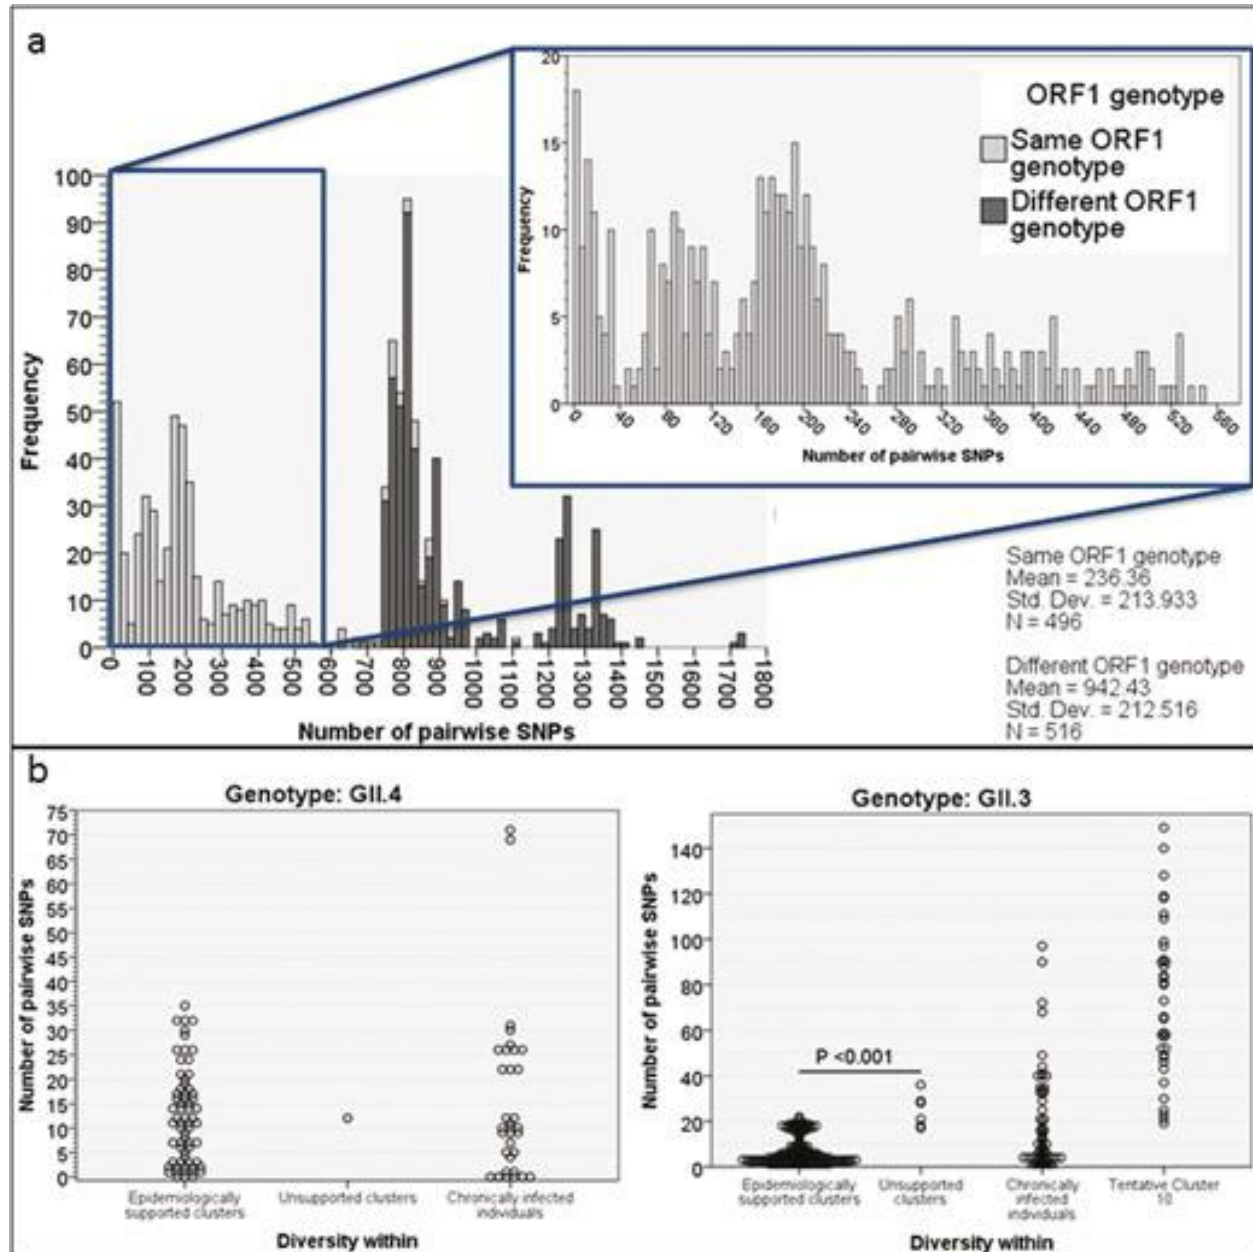 a
20
15
10
5
0
Frequency
ORF1 genotype
Same ORF1
genotype
Different ORF1
genotype
0 40 80 120 160 200 240 280 320 360 400 440 480 520 560
Number of pairwise SNPs
100
90
80
70
60
50
40
30
20
10
0
Frequency
0 100 200 300 400 500 600 700 800 900 1000 1100 1200 1300 1400 1500 1600 1700 1800
Number of pairwise SNPs
Same ORF1 genotype
Mean = 236.36
Std. Dev. = 213.933
N = 496
Different ORF1 genotype
Mean = 942.43
Std. Dev. = 212.516
N = 516
b
Genotype: GII.4
75
70
65
60
55
50
45
40
35
30
25
20
15
10
5
0
Number of pairwise SNPs
Epidemiologically
supported clusters
Unsupported clusters
Chronically infected
individuals
Diversity within
Genotype: GII.3
140
120
100
80
60
40
20
0
Number of pairwise SNPs
P <0.001
Epidemiologically
supported clusters
Unsupported
clusters
Chronically
infected
individuals
Tentative Cluster
10
Diversity within